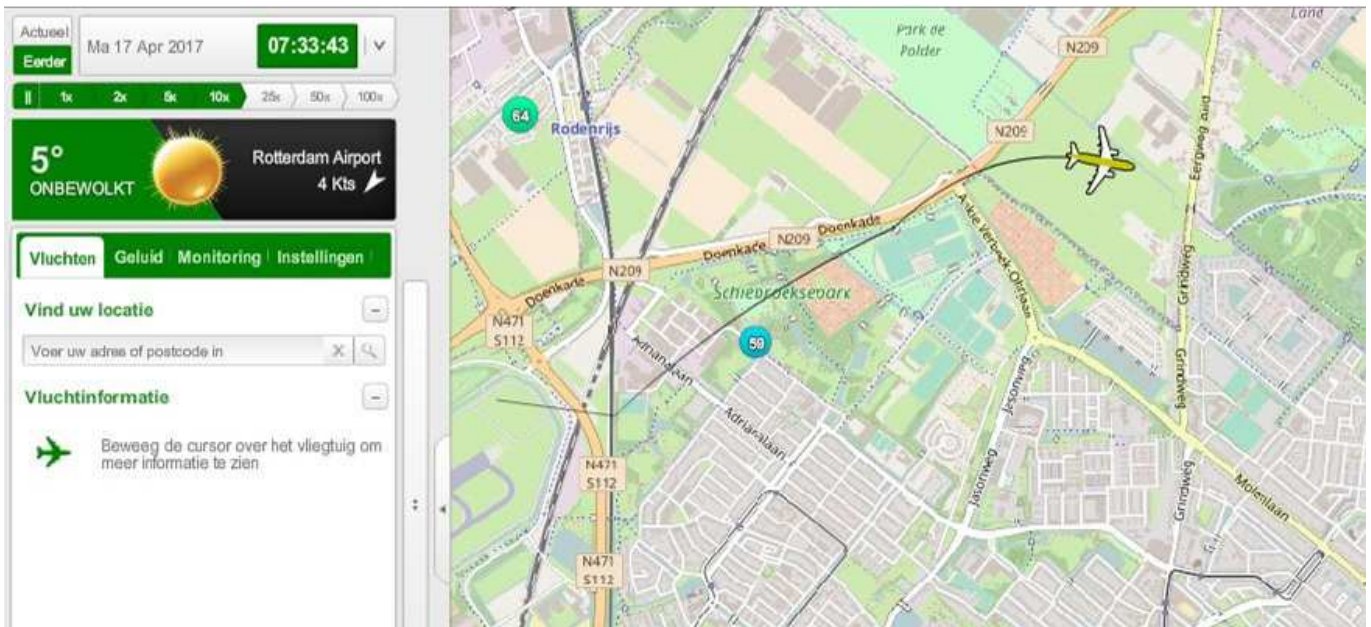 Actueel
Eerder
Ma 17 Apr 2017
07:33:43
1x 2x 5x 10x 25x 50x 100x
5°
ONBEWOLKT
Rotterdam Airport
4 Kts
Vluchten Geluid Monitoring Instellingen
Vind uw locatie
Voer uw adres of postcode in
Vluchtinformatie
Beweeg de cursor over het vliegtuig om
meer informatie te zien
Park de
Polder
Land
N209
64
Rodenrijs
N209
Doenkade
N209
Doenkade
N209
Doenkade
Schiebroeksepark
N471
S112
59
Adrianalaan
Adrianalaan
Grindweg
Grindweg
Grindweg
Jasonweg
Jasonweg
Molenlaan
N471
S112
N471
S112